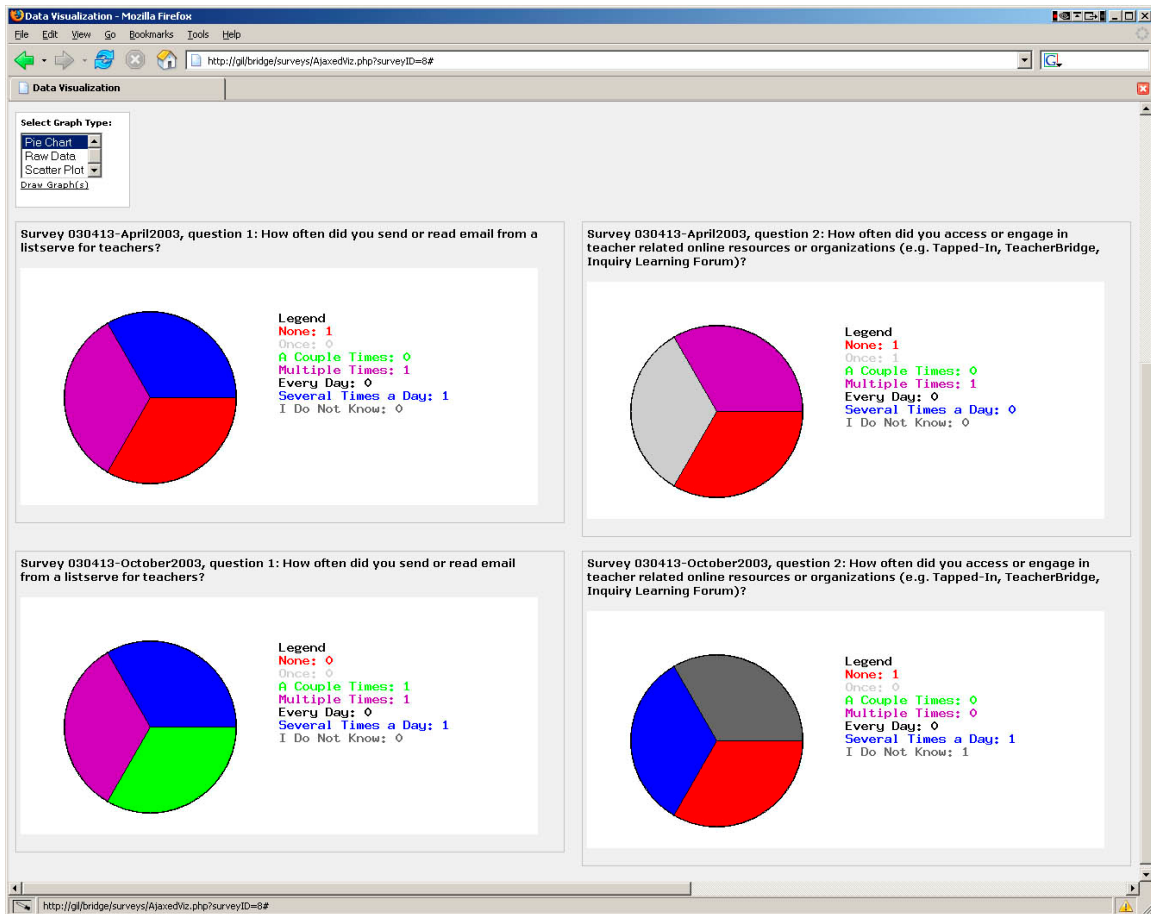 Data Visualization - Mozilla Firefox
File Edit View Go Bookmarks Tools Help
http://gil/bridge/surveys/AjaxedViz.php?surveyID=8#
G
Data Visualization
Select Graph Type:
Pie Chart
Raw Data
Scatter Plot
Draw Graph(s)
Survey 030413-April2003, question 1: How often did you send or read email from a
listserve for teachers?
Legend
None: 1
Once: 0
A Couple Times: 0
Multiple Times: 1
Every Day: 0
Several Times a Day: 1
I Do Not Know: 0
Survey 030413-April2003, question 2: How often did you access or engage in
teacher related online resources or organizations (e.g. Tapped-In, TeacherBridge,
Inquiry Learning Forum)?
Legend
None: 1
Once: 1
A Couple Times: 0
Multiple Times: 1
Every Day: 0
Several Times a Day: 0
I Do Not Know: 0
Survey 030413-October2003, question 1: How often did you send or read email
from a listserve for teachers?
Legend
None: 0
Once: 0
A Couple Times: 1
Multiple Times: 1
Every Day: 0
Several Times a Day: 1
I Do Not Know: 0
Survey 030413-October2003, question 2: How often did you access or engage in
teacher related online resources or organizations (e.g. Tapped-In, TeacherBridge,
Inquiry Learning Forum)?
Legend
None: 1
Once: 0
A Couple Times: 0
Multiple Times: 0
Every Day: 0
Several Times a Day: 1
I Do Not Know: 1
http://gil/bridge/surveys/AjaxedViz.php?surveyID=8#